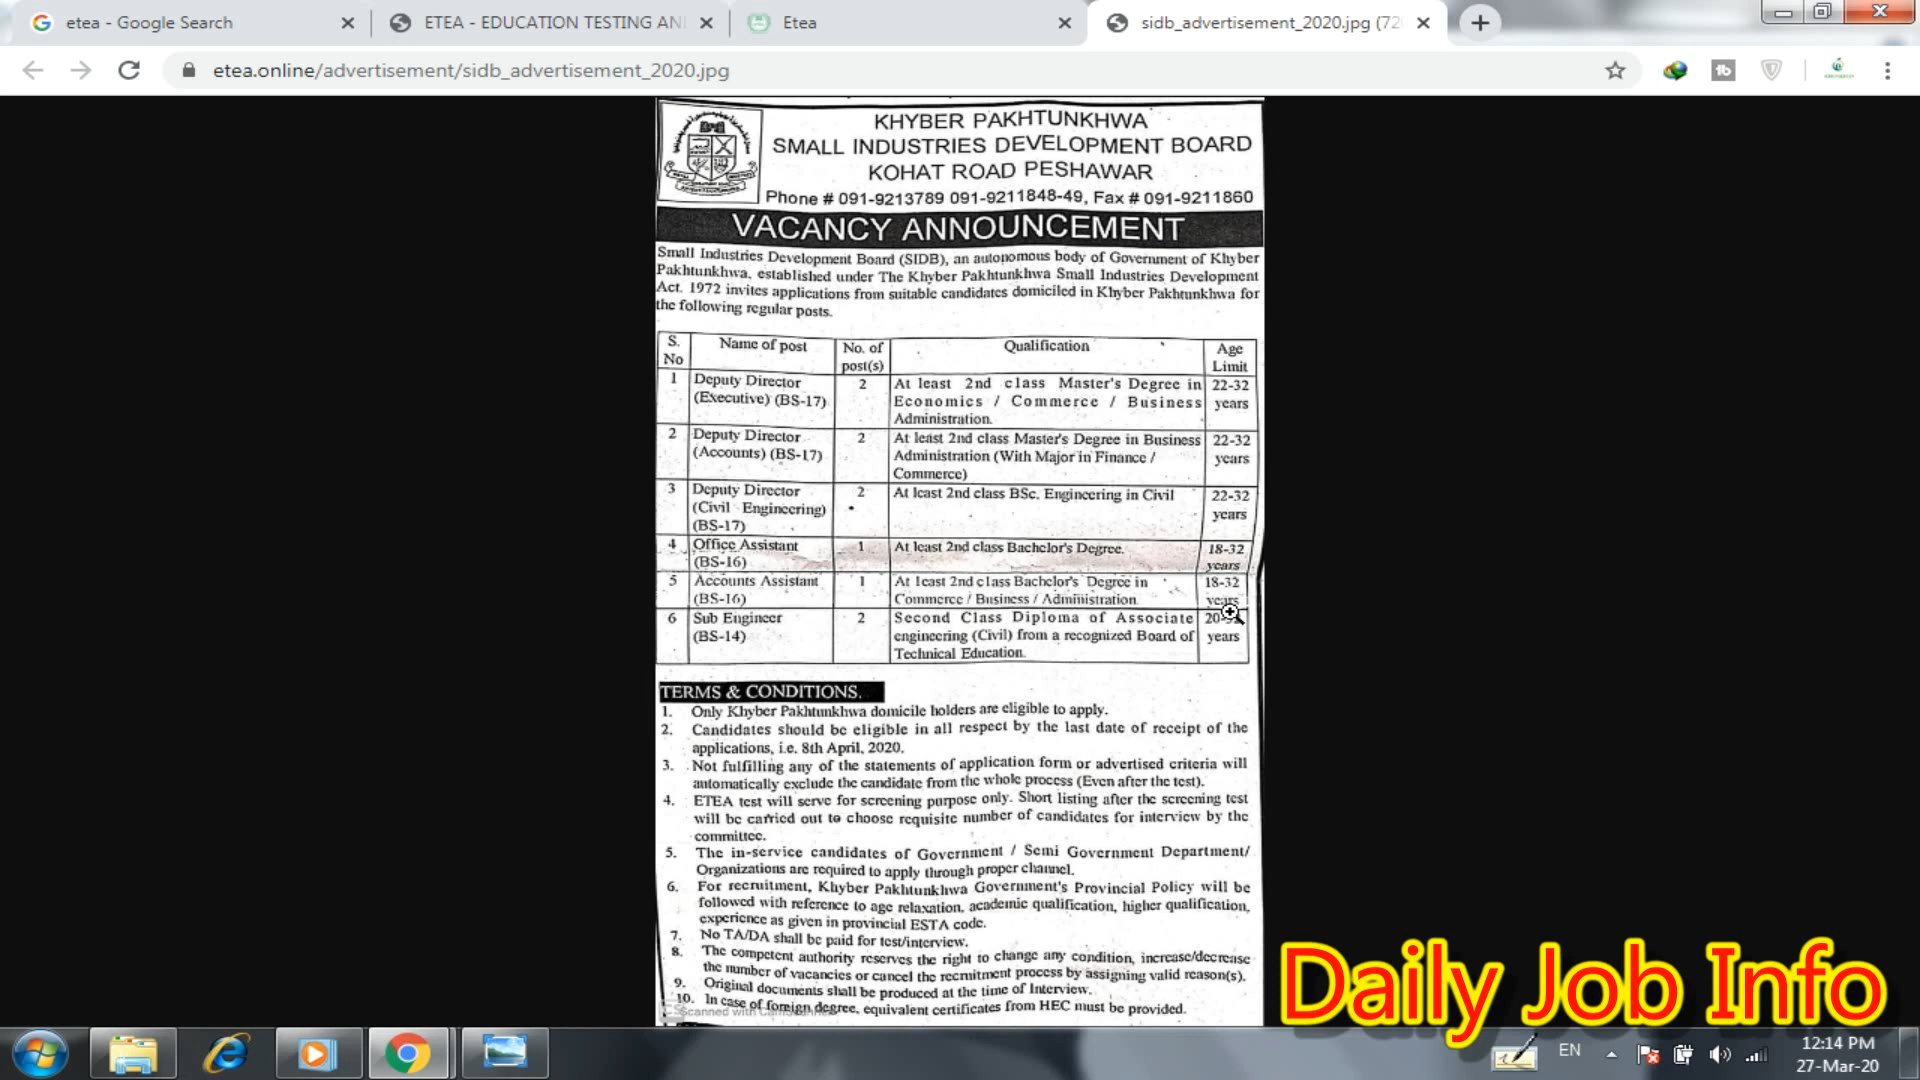 etea - Google Search
ETEA - EDUCATION TESTING AN
Etea
sidb_advertisement_2020.jpg (72
etea.online/advertisement/sidb_advertisement_2020.jpg
KHYBER PAKHTUNKHWA
SMALL INDUSTRIES DEVELOPMENT BOARD
KOHAT ROAD PESHAWAR
Phone # 091-9213789 091-9211848-49, Fax # 091-9211860
VACANCY ANNOUNCEMENT
Small Industries Development Board (SIDB), an autonomous body of Government of Khyber
Pakhtunkhwa, established under The Khyber Pakhtunkhwa Small Industries Development
Act. 1972 invites applications from suitable candidates domiciled in Khyber Pakhtunkhwa for
the following regular posts.
S. No Name of post No. of post(s) Qualification Age Limit
1 Deputy Director (Executive) (BS-17) 2 At least 2nd class Master's Degree in Economics / Commerce / Business Administration. 22-32 years
2 Deputy Director (Accounts) (BS-17) 2 At least 2nd class Master's Degree in Business Administration (With Major in Finance / Commerce) 22-32 years
3 Deputy Director (Civil Engineering) (BS-17) 2 At least 2nd class BSc. Engineering in Civil 22-32 years
4 Office Assistant (BS-16) 1 At least 2nd class Bachelor's Degree. 18-32 years
5 Accounts Assistant (BS-16) 1 At least 2nd class Bachelor's Degree in Commerce / Business / Administration. 18-32 years
6 Sub Engineer (BS-14) 2 Second Class Diploma of Associate engineering (Civil) from a recognized Board of Technical Education. years
TERMS & CONDITIONS.
1. Only Khyber Pakhtunkhwa domicile holders are eligible to apply.
2. Candidates should be eligible in all respect by the last date of receipt of the
applications, i.e. 8th April, 2020.
3. Not fulfilling any of the statements of application form or advertised criteria will
automatically exclude the candidate from the whole process (Even after the test).
4. ETEA test will serve for screening purpose only. Short listing after the screening test
will be carried out to choose requisite number of candidates for interview by the
committee.
5. The in-service candidates of Government / Semi Government Department/
Organizations are required to apply through proper channel.
6. For recruitment, Khyber Pakhtunkhwa Government's Provincial Policy will be
followed with reference to age relaxation, academic qualification, higher qualification,
experience as given in provincial ESTA code.
7. No TA/DA shall be paid for test/interview.
8. The competent authority reserves the right to change any condition, increase/decrease
the number of vacancies or cancel the recruitment process by assigning valid reason(s).
9. Original documents shall be produced at the time of Interview.
10. In case of foreign degree, equivalent certificates from HEC must be provided.
Scanned with
Daily Job Info
EN
12:14 PM
27-Mar-20